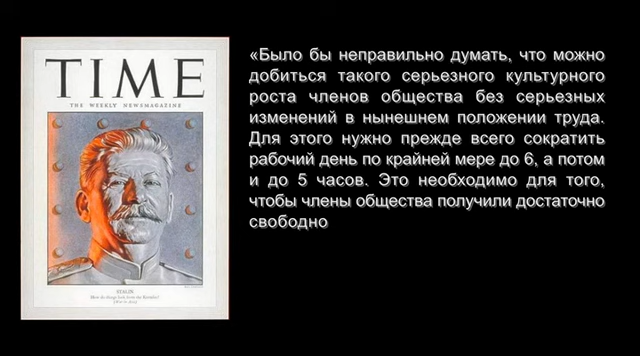 TIME
THE WEEKLY NEWSMAGAZINE
STALIN
«Было бы неправильно думать, что можно
добиться такого серьезного культурного
роста членов общества без серьезных
изменений в нынешнем положении труда.
Для этого нужно прежде всего сократить
рабочий день по крайней мере до 6, а потом
и до 5 часов. Это необходимо для того,
чтобы члены общества получили достаточно
свободно